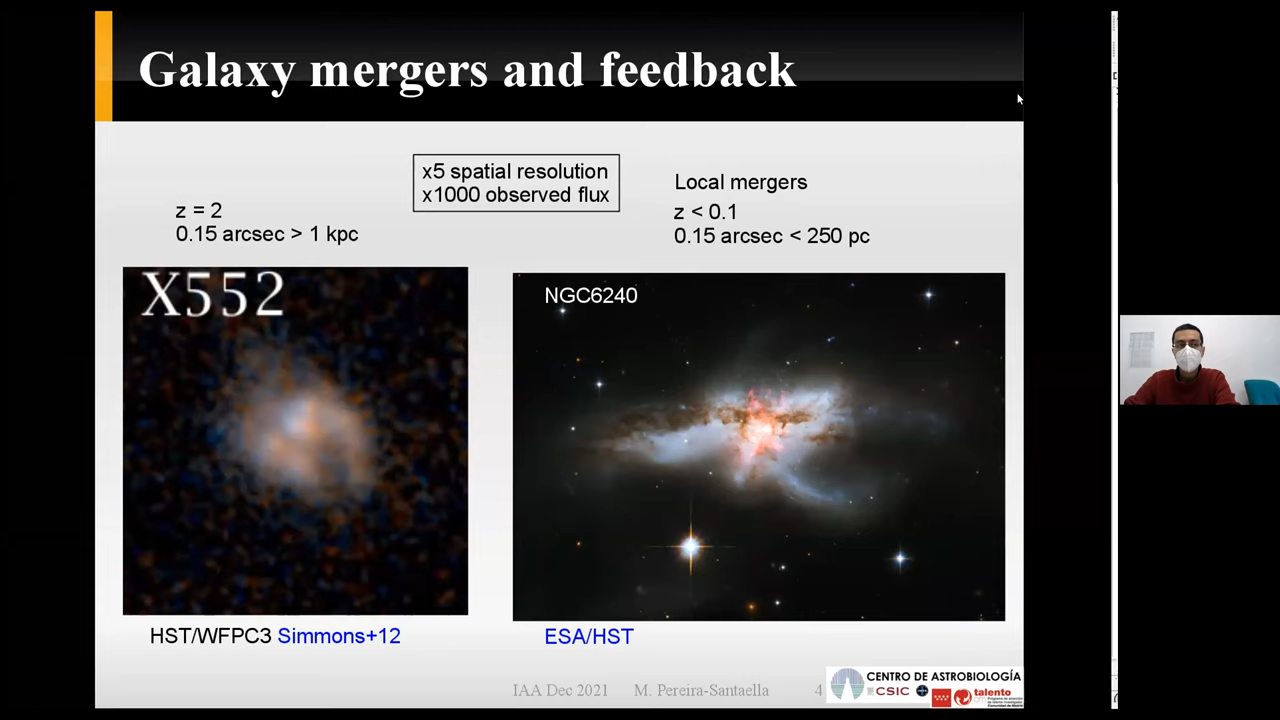 Galaxy mergers and feedback
x5 spatial resolution
x1000 observed flux
z = 2
0.15 arcsec > 1 kpc
Local mergers
z < 0.1
0.15 arcsec < 250 pc
X552
NGC6240
HST/WFPC3 Simmons+12
ESA/HST
IAA Dec 2021 M. Pereira-Santaella 4
CENTRO DE ASTROBIOLOGÍA
CSIC
talento